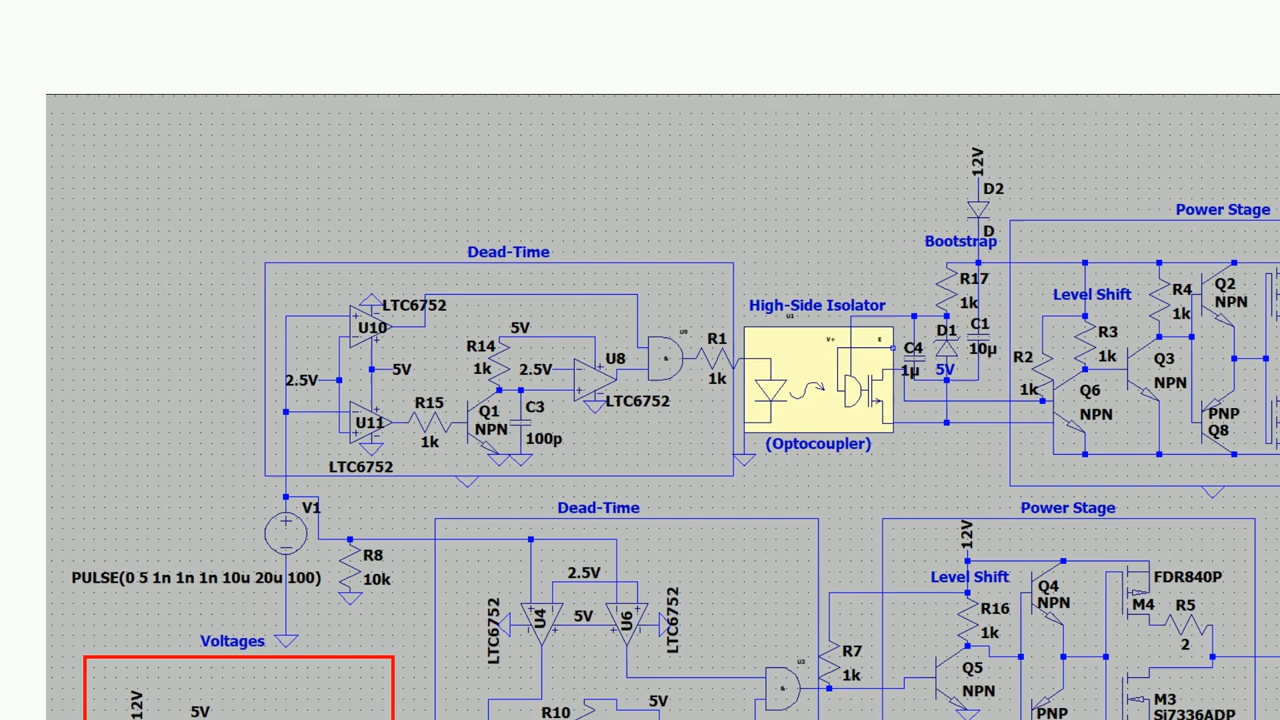 12V
D2
Power Stage
D
Bootstrap
Dead-Time
R17
1k
Q2
NPN
R4
1k
Level Shift
High-Side Isolator
U1
LTC6752
U10
5V
R14
1k
2.5V
U8
LTC6752
U9
&
R1
1k
V+
E
C4
1µ
D1
5V
C1
10µ
R3
1k
R2
1k
Q3
NPN
Q6
NPN
PNP
Q8
2.5V
5V
R15
1k
U11
LTC6752
Q1
NPN
C3
100p
&
(Optocoupler)
V1
PULSE(0 5 1n 1n 1n 10u 20u 100)
R8
10k
Dead-Time
Power Stage
12V
Level Shift
2.5V
LTC6752
U4
5V
U6
LTC6752
R16
1k
Q4
NPN
FDR840P
M4
R5
2
Voltages
12V
5V
R10
5V
U3
&
R7
1k
Q5
NPN
PNP
M3
Si7336ADP